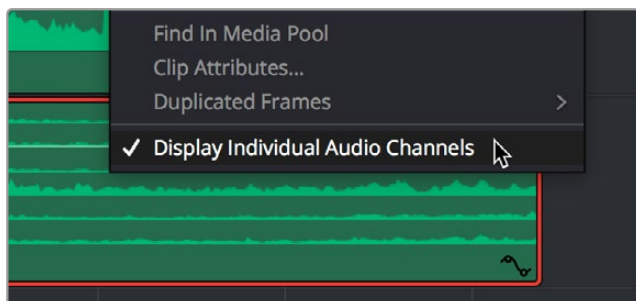 Find In Media Pool
Clip Attributes...
Duplicated Frames
Display Individual Audio Channels